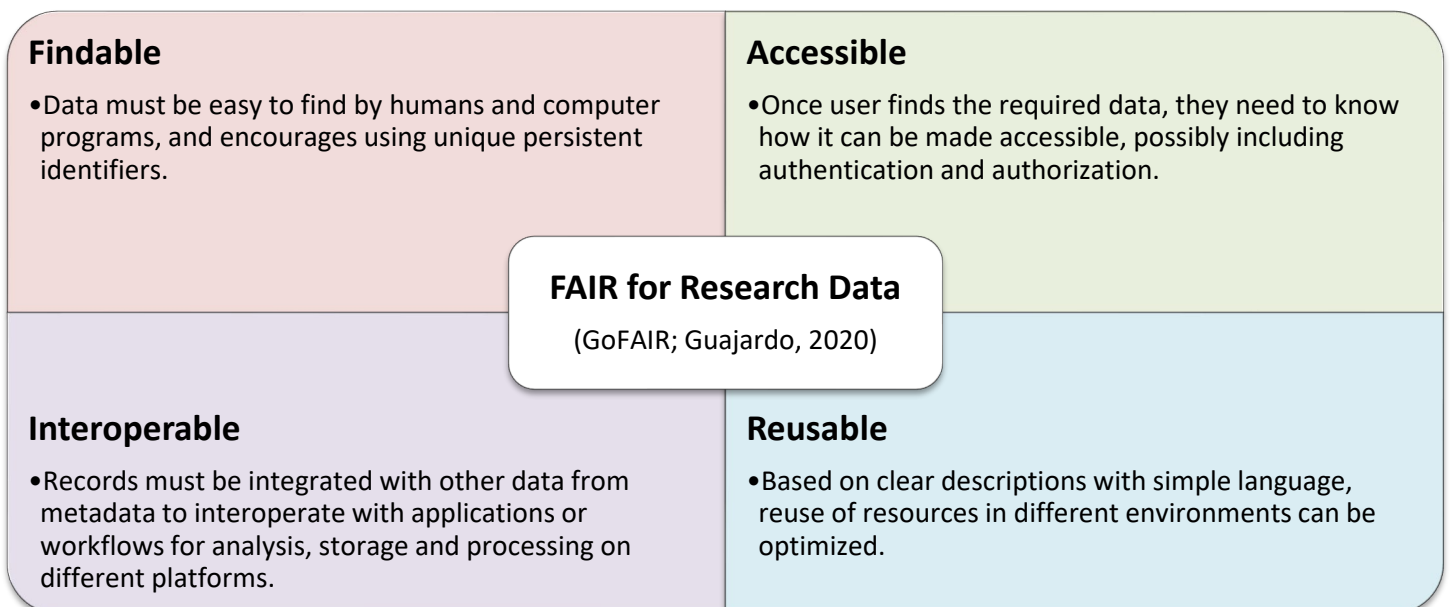 Findable
•Data must be easy to find by humans and computer
programs, and encourages using unique persistent
identifiers.
Accessible
•Once user finds the required data, they need to know
how it can be made accessible, possibly including
authentication and authorization.
FAIR for Research Data
(GoFAIR; Guajardo, 2020)
Interoperable
•Records must be integrated with other data from
metadata to interoperate with applications or
workflows for analysis, storage and processing on
different platforms.
Reusable
•Based on clear descriptions with simple language,
reuse of resources in different environments can be
optimized.